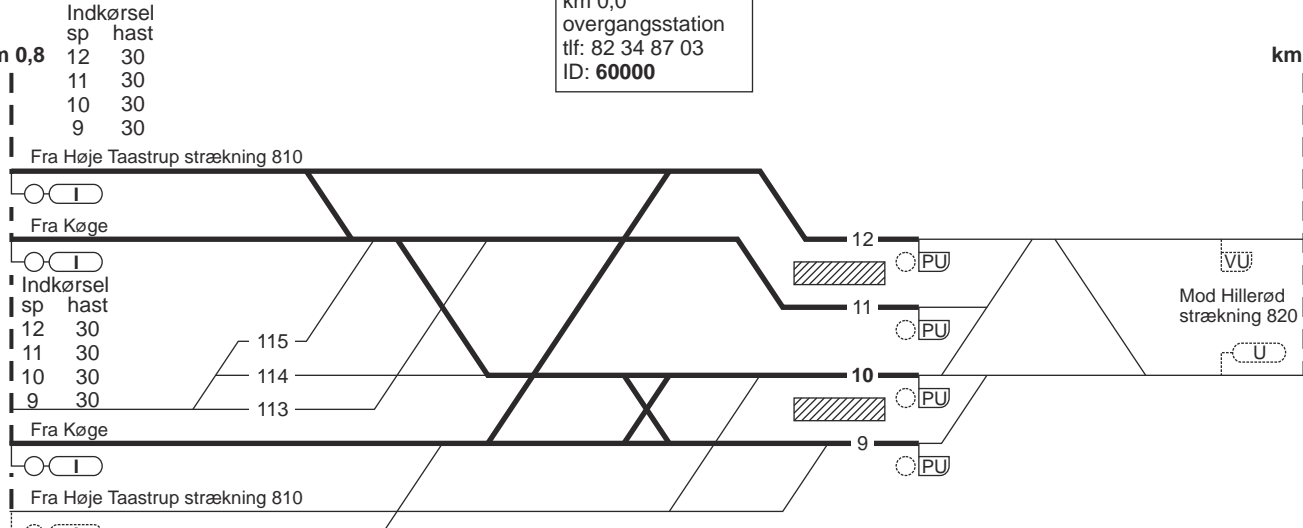 Indkørsel
sp hast
12 30
11 30
10 30
9 30
km 0,0
overgangsstation
tlf: 82 34 87 03
ID: 60000
m 0,8
km
Fra Høje Taastrup strækning 810
I
Fra Køge
I
Indkørsel
sp hast
12 30
11 30
10 30
9 30
12
PU
VU
11
PU
Mod Hillerød
strækning 820
U
115
114
113
10
PU
Fra Køge
I
9
PU
Fra Høje Taastrup strækning 810